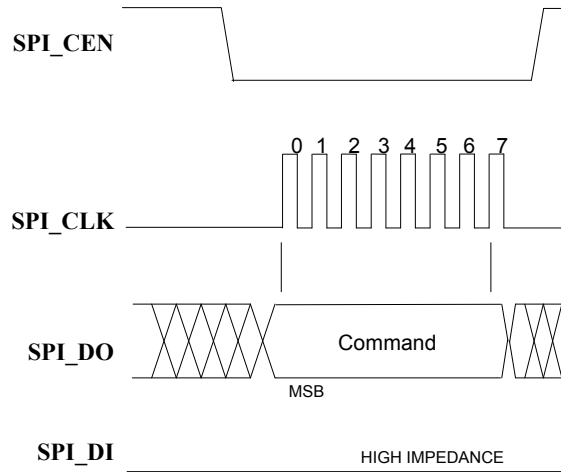 SPI_CEN
0 1 2 3 4 5 6 7
SPI_CLK
Command
SPI_DO
MSB
SPI_DI
HIGH IMPEDANCE